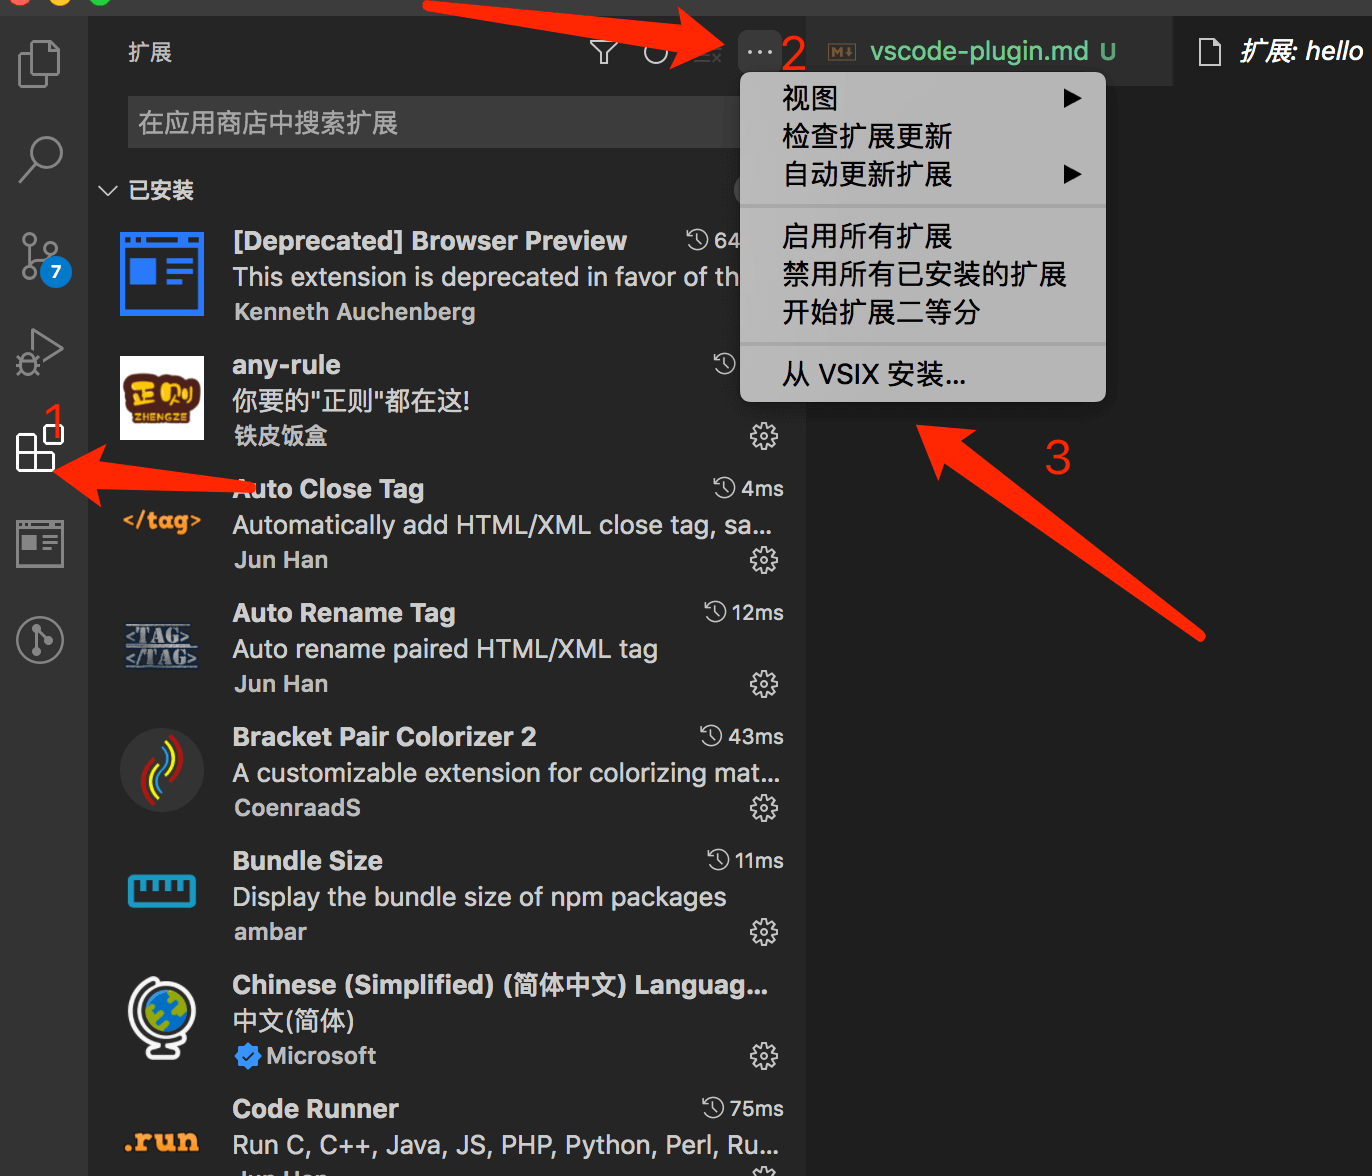 扩展
2
vscode-plugin.md U
扩展: hello
在应用商店中搜索扩展
视图
检查扩展更新
自动更新扩展
启用所有扩展
禁用所有已安装的扩展
开始扩展二等分
从 VSIX 安装...
3
已安装
7
1
[Deprecated] Browser Preview
64
This extension is deprecated in favor of th
Kenneth Auchenberg
正则
ZHENGZE
any-rule
你要的"正则"都在这!
铁皮饭盒
</tag>
Auto Close Tag
4ms
Automatically add HTML/XML close tag, sa...
Jun Han
<TAG>
</TAG>
Auto Rename Tag
12ms
Auto rename paired HTML/XML tag
Jun Han
Bracket Pair Colorizer 2
43ms
A customizable extension for colorizing mat...
CoenraadS
Bundle Size
11ms
Display the bundle size of npm packages
ambar
Chinese (Simplified) (简体中文) Languag...
中文(简体)
Microsoft
.run
Code Runner
75ms
Run C, C++, Java, JS, PHP, Python, Perl, Ru...
Jun Han